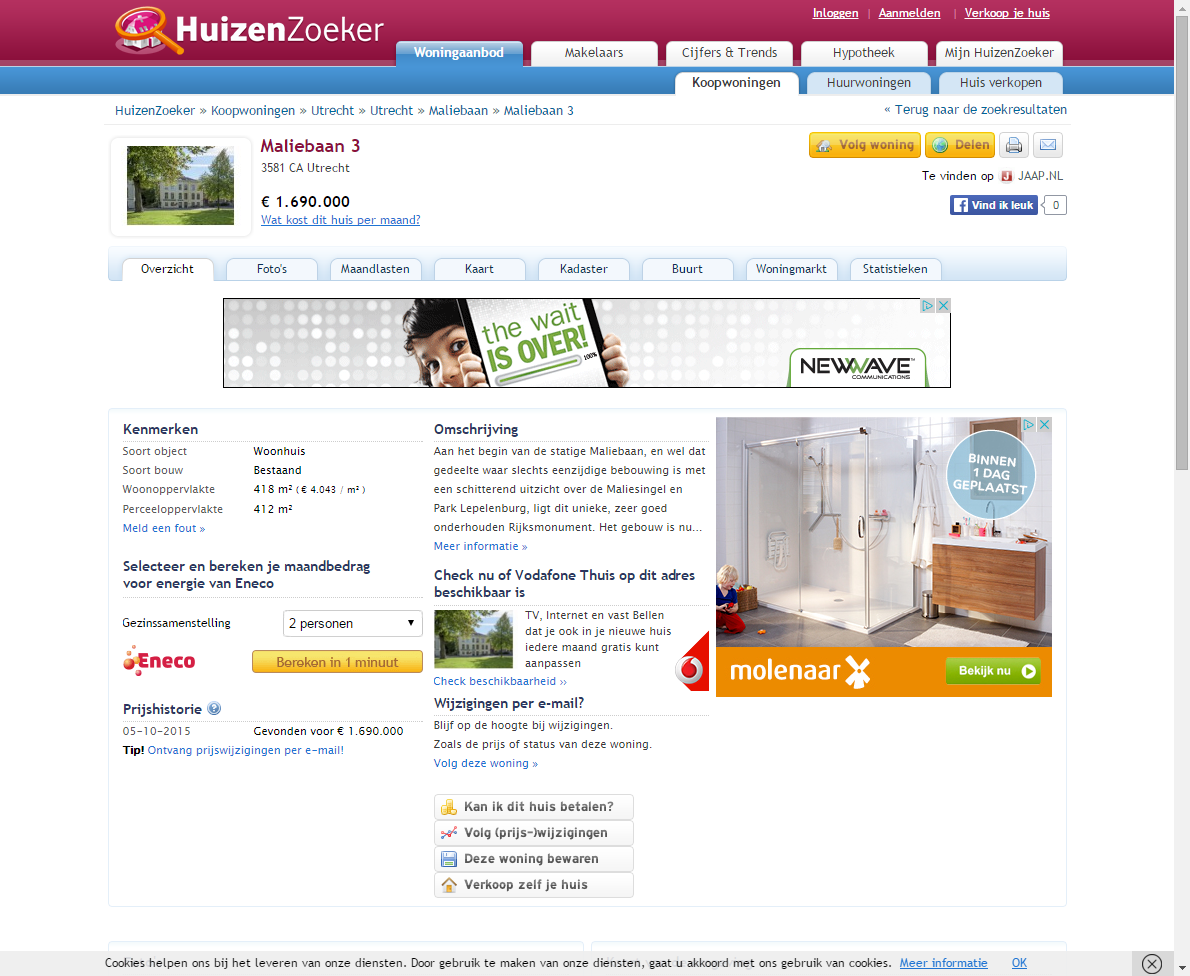 Inloggen | Aanmelden | Verkoop je huis
HuizenZoeker
Woningaanbod Makelaars Cijfers & Trends Hypotheek Mijn HuizenZoeker
Koopwoningen Huurwoningen Huis verkopen
HuizenZoeker » Koopwoningen » Utrecht » Utrecht » Maliebaan » Maliebaan 3
« Terug naar de zoekresultaten
Maliebaan 3
3581 CA Utrecht
€ 1.690.000
Wat kost dit huis per maand?
Volg woning Delen
Te vinden op JAAP.NL
Vind ik leuk 0
Overzicht Foto's Maandlasten Kaart Kadaster Buurt Woningmarkt Statistieken
the wait
IS OVER!
100%
NEWWAVE™
COMMUNICATIONS
Kenmerken
Soort object Woonhuis
Soort bouw Bestaand
Woonoppervlakte 418 m² ( € 4.043 / m² )
Perceeloppervlakte 412 m²
Meld een fout »
Selecteer en bereken je maandbedrag
voor energie van Eneco
Gezinssamenstelling 2 personen
Eneco Bereken in 1 minuut
Prijshistorie ?
05-10-2015 Gevonden voor € 1.690.000
Tip! Ontvang prijswijzigingen per e-mail!
Omschrijving
Aan het begin van de statige Maliebaan, en wel dat
gedeelte waar slechts eenzijdige bebouwing is met
een schitterend uitzicht over de Maliesingel en
Park Lepelenburg, ligt dit unieke, zeer goed
onderhouden Rijksmonument. Het gebouw is nu...
Meer informatie »
Check nu of Vodafone Thuis op dit adres
beschikbaar is
TV, Internet en vast Bellen
dat je ook in je nieuwe huis
iedere maand gratis kunt
aanpassen
Check beschikbaarheid ››
Wijzigingen per e-mail?
Blijf op de hoogte bij wijzigingen.
Zoals de prijs of status van deze woning.
Volg deze woning »
Kan ik dit huis betalen?
Volg (prijs-)wijzigingen
Deze woning bewaren
Verkoop zelf je huis
BINNEN
1 DAG
GEPLAATST
molenaar
Bekijk nu
Cookies helpen ons bij het leveren van onze diensten. Door gebruik te maken van onze diensten, gaat u akkoord met ons gebruik van cookies. Meer informatie OK